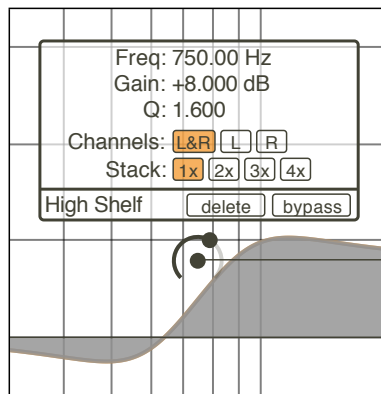 Freq: 750.00 Hz
Gain: +8.000 dB
Q: 1.600
Channels: L&R L R
Stack: 1x 2x 3x 4x
High Shelf delete bypass